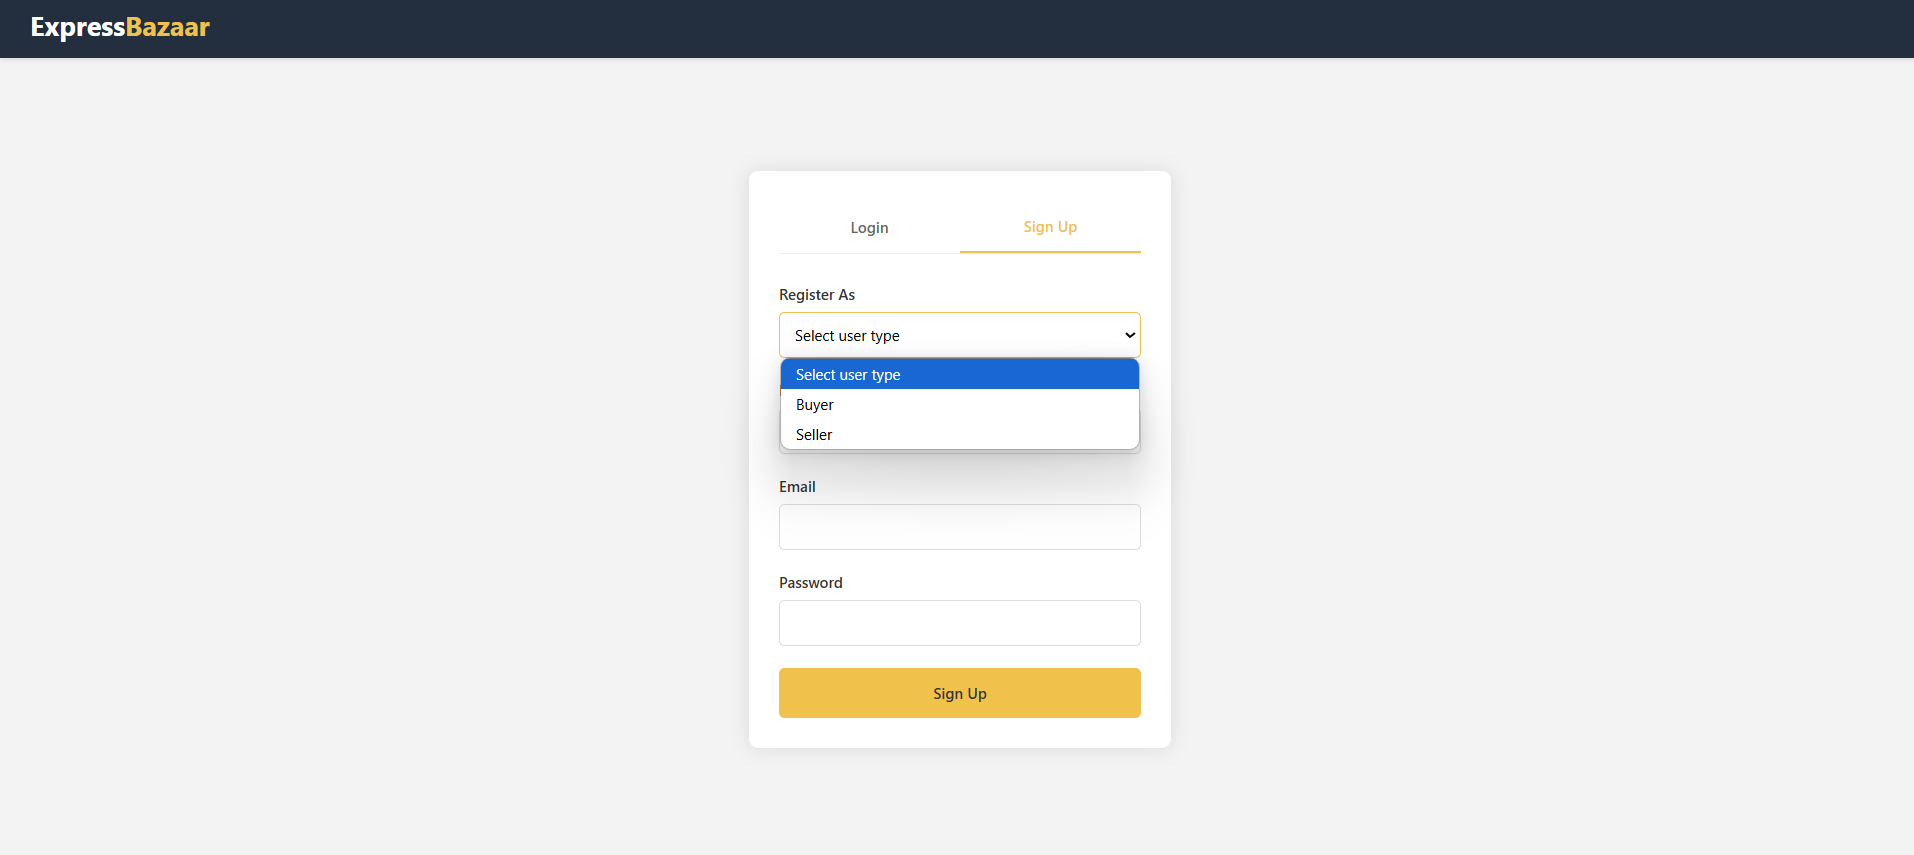 ExpressBazaar
Login
Sign Up
Register As
Select user type
Select user type
Buyer
Seller
Email
Password
Sign Up